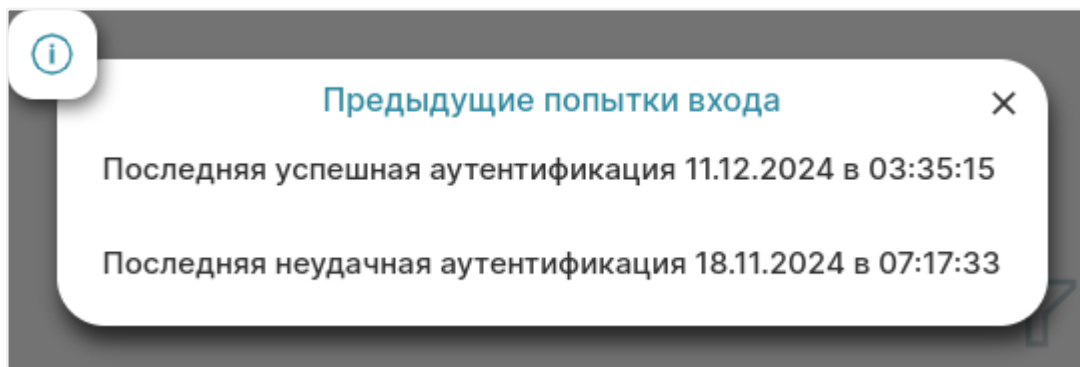 Предыдущие попытки входа
Последняя успешная аутентификация 11.12.2024 в 03:35:15
Последняя неудачная аутентификация 18.11.2024 в 07:17:33